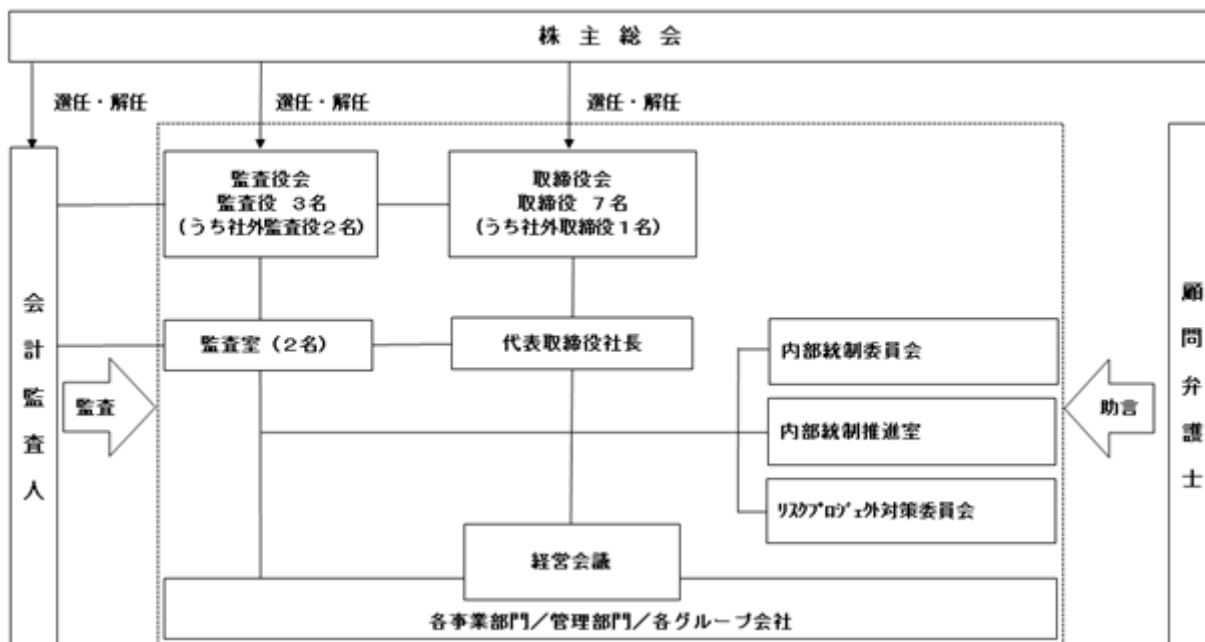 株主総会
選任・解任
選任・解任
選任・解任
監査役会
監査役 3名
(うち社外監査役2名)
取締役会
取締役 7名
(うち社外取締役1名)
会計監査人
顧問弁護士
監査室（2名）
代表取締役社長
内部統制委員会
監査
助言
内部統制推進室
ﾘｽｸﾌﾟﾛｼﾞｪｸﾄ対策委員会
経営会議
各事業部門／管理部門／各グループ会社